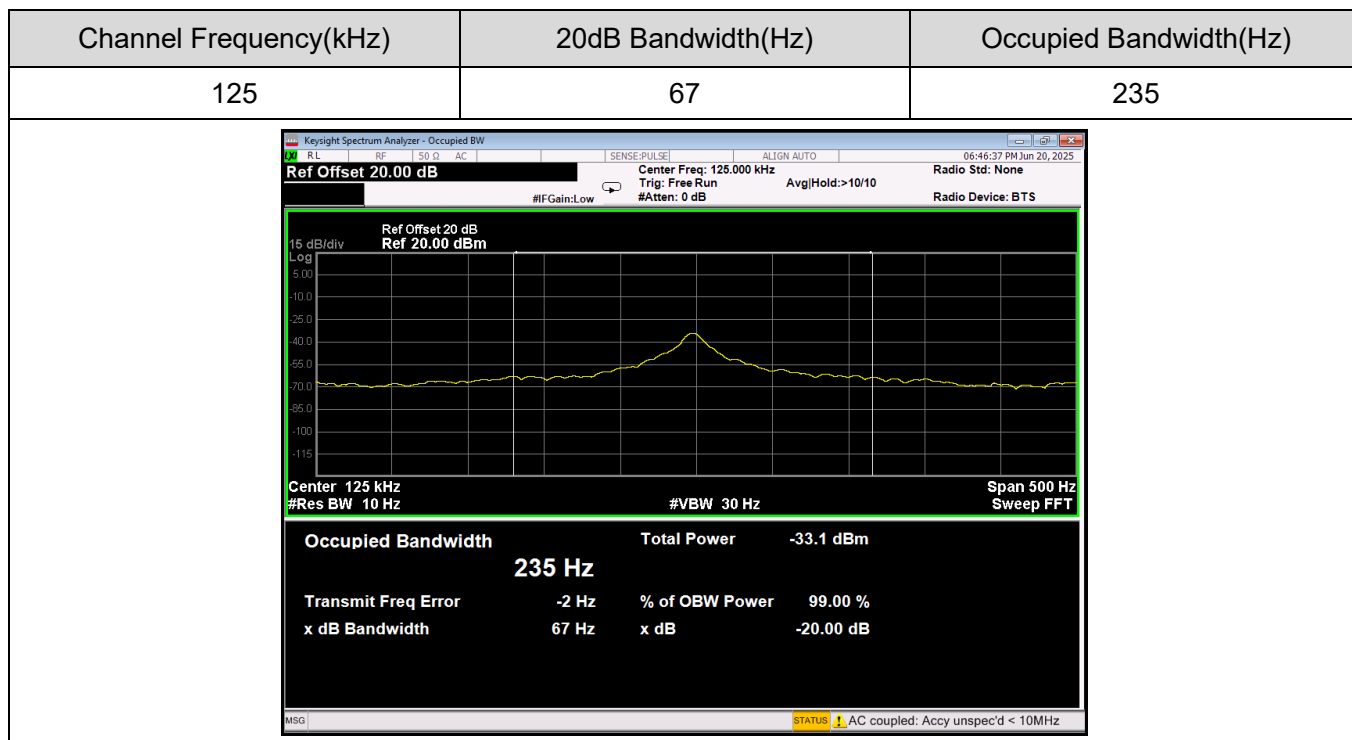 Channel Frequency(kHz) 20dB Bandwidth(Hz) Occupied Bandwidth(Hz)
125 67 235
Keysight Spectrum Analyzer - Occupied BW
LXI RL RF 50 Ω AC SENSE:PULSE ALIGN AUTO 06:46:37 PM Jun 20, 2025
Ref Offset 20.00 dB Center Freq: 125.000 kHz Radio Std: None
Trig: Free Run Avg|Hold:>10/10
#IFGain:Low #Atten: 0 dB Radio Device: BTS
Ref Offset 20 dB
15 dB/div Ref 20.00 dBm
Log
5.00
-10.0
-25.0
-40.0
-55.0
-70.0
-85.0
-100
-115
Center 125 kHz Span 500 Hz
#Res BW 10 Hz #VBW 30 Hz Sweep FFT
Occupied Bandwidth Total Power -33.1 dBm
235 Hz
Transmit Freq Error -2 Hz % of OBW Power 99.00 %
x dB Bandwidth 67 Hz x dB -20.00 dB
MSG STATUS AC coupled: Accy unspec'd < 10MHz